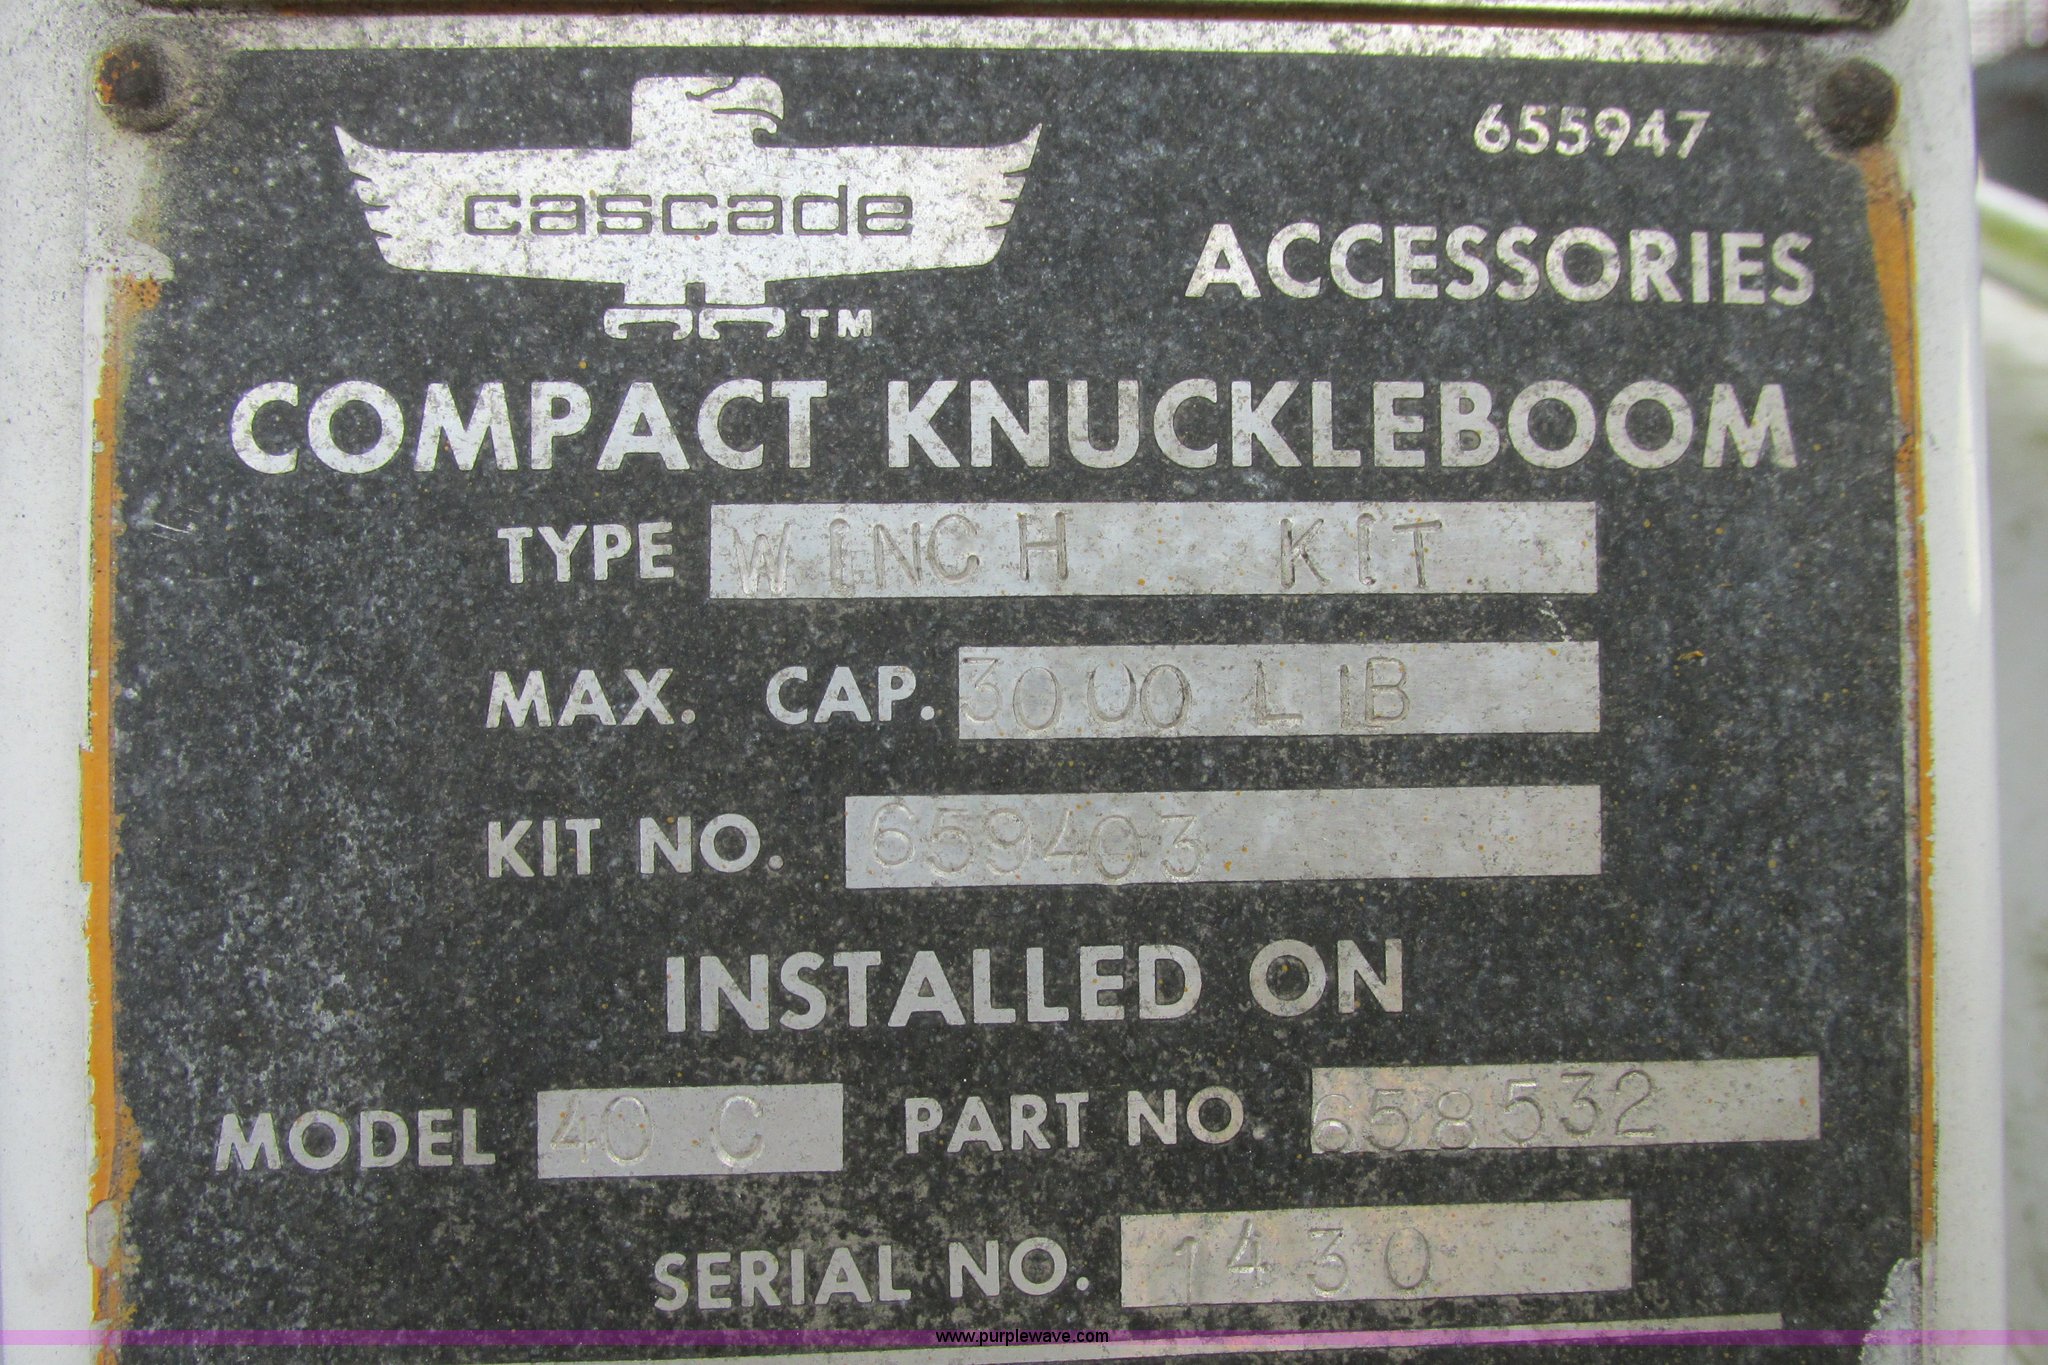 cascade
TM
655947
ACCESSORIES
COMPACT KNUCKLEBOOM
TYPE WINCH KIT
MAX. CAP. 3000 LB
KIT NO. 659403
INSTALLED ON
MODEL 40 C PART NO. 658532
SERIAL NO. 1430
www.purplewave.com